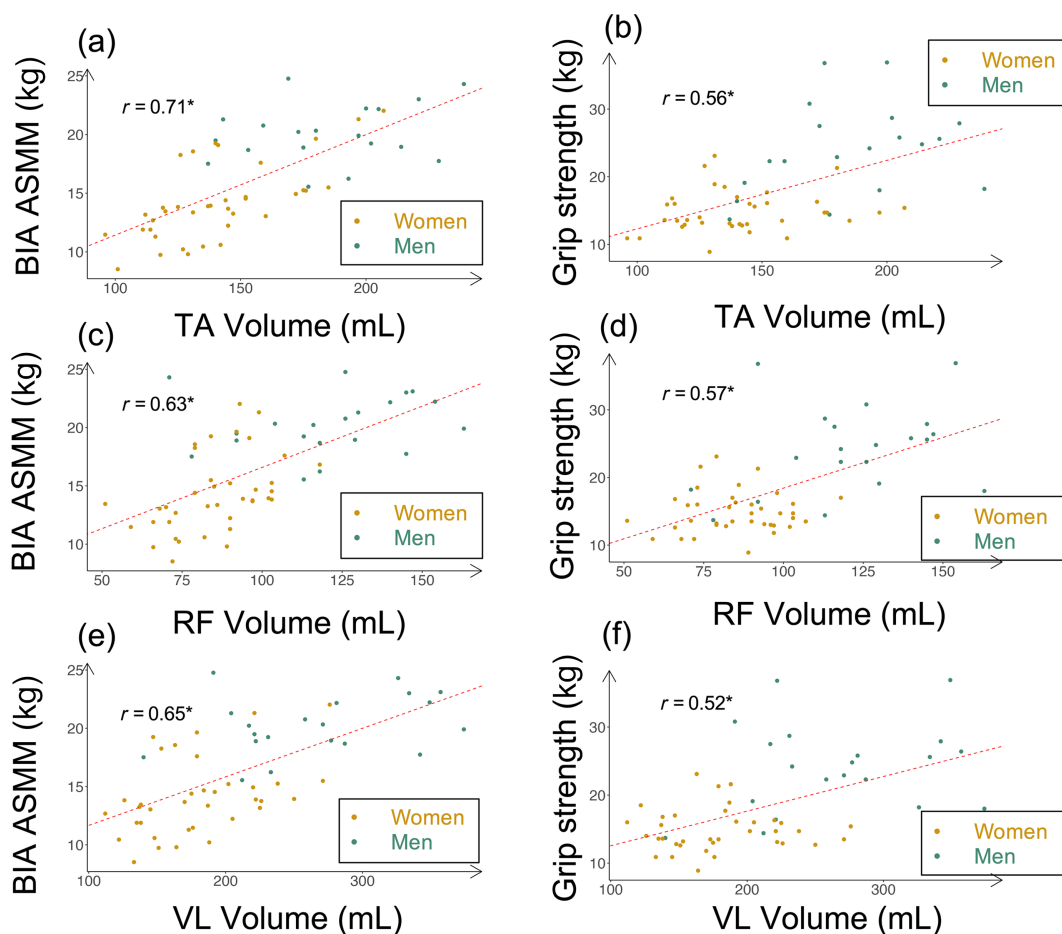 (a)
BIA ASMM (kg)
25
20
15
10
r = 0.71*
Women
Men
100
150
200
TA Volume (mL)
(b)
Grip strength (kg)
30
20
10
r = 0.56*
Women
Men
100
150
200
TA Volume (mL)
(c)
BIA ASMM (kg)
25
20
15
10
r = 0.63*
Women
Men
50
75
100
125
150
RF Volume (mL)
(d)
Grip strength (kg)
30
20
10
r = 0.57*
Women
Men
50
75
100
125
150
RF Volume (mL)
(e)
BIA ASMM (kg)
25
20
15
10
r = 0.65*
Women
Men
100
200
300
VL Volume (mL)
(f)
Grip strength (kg)
30
20
10
r = 0.52*
Women
Men
100
200
300
VL Volume (mL)